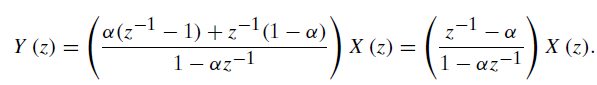 Y (z) = ( α(z⁻¹ − 1) + z⁻¹(1 − α) / 1 − αz⁻¹ ) X (z) = ( z⁻¹ − α / 1 − αz⁻¹ ) X (z).